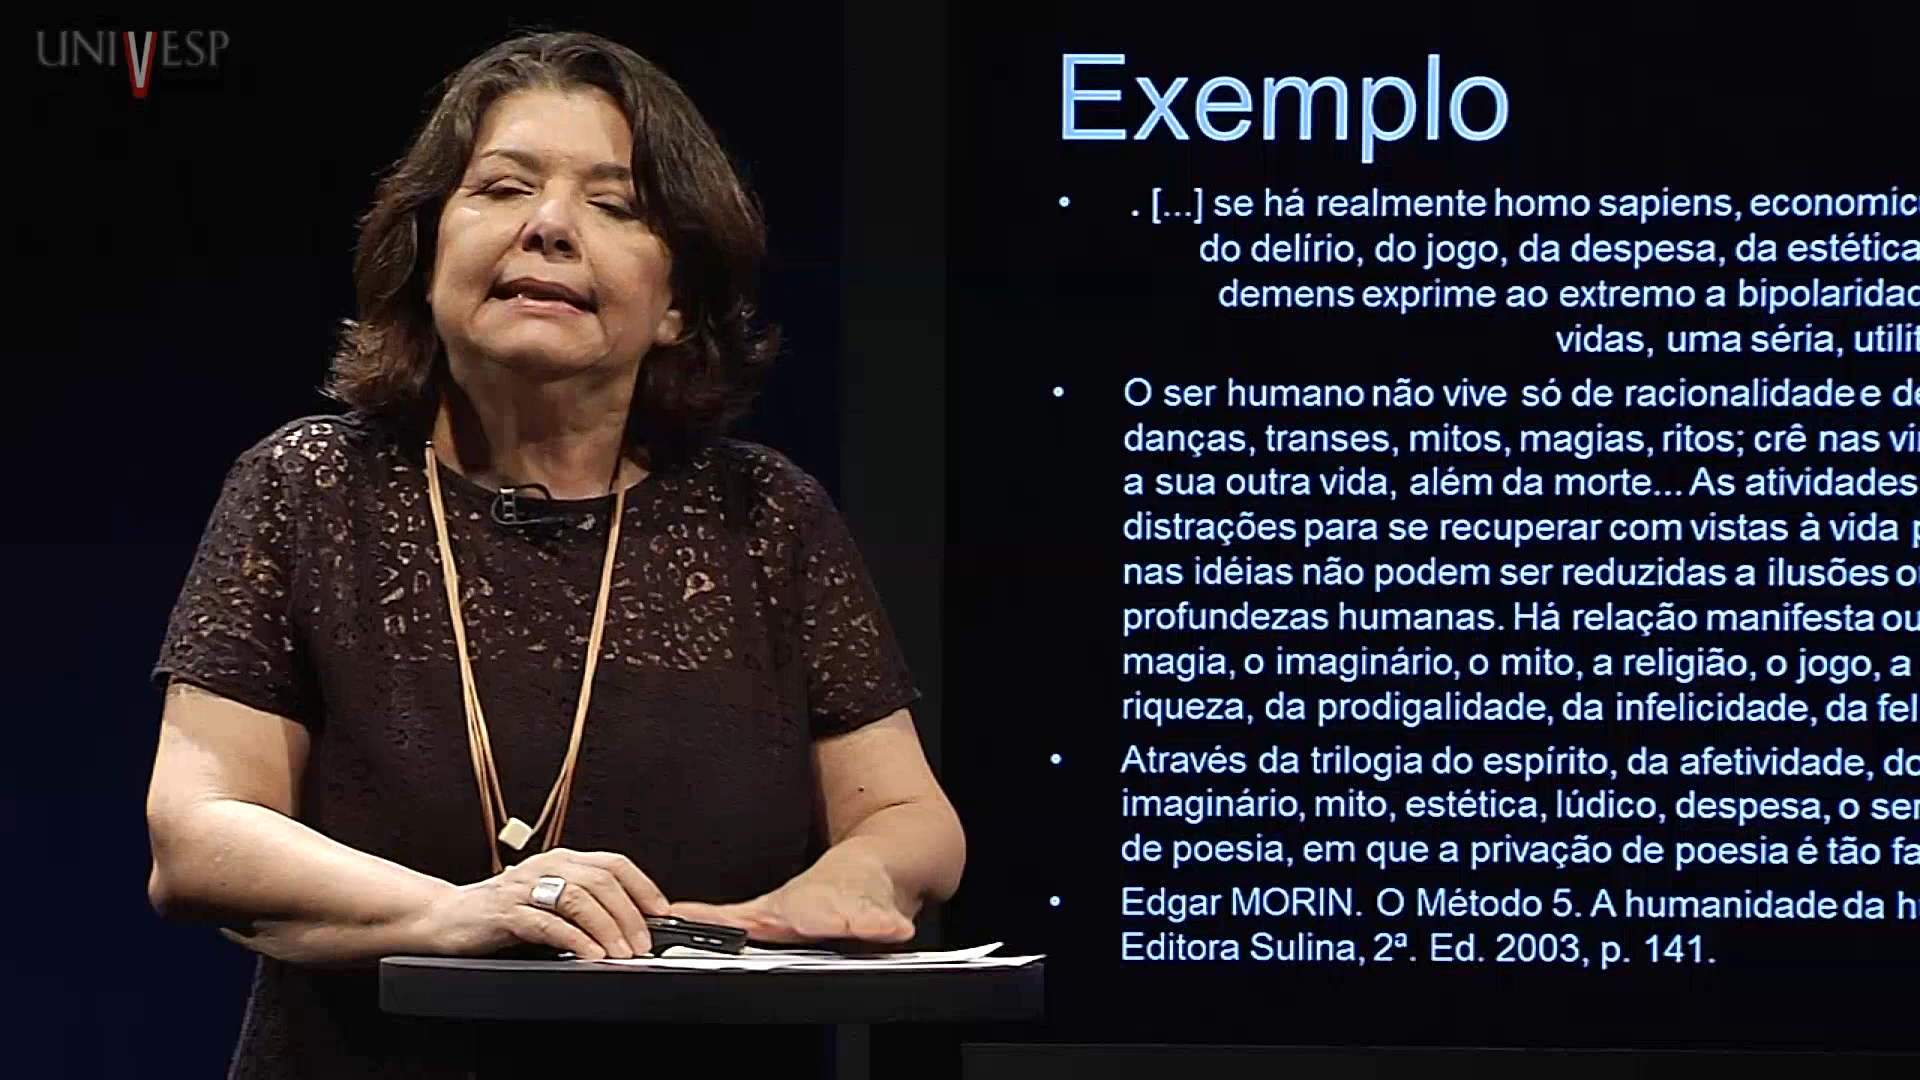 UNIVESP
Exemplo
• . [...] se há realmente homo sapiens, economic
do delírio, do jogo, da despesa, da estética
demens exprime ao extremo a bipolaridad
vidas, uma séria, utilit
• O ser humano não vive só de racionalidade e de
danças, transes, mitos, magias, ritos; crê nas vir
a sua outra vida, além da morte... As atividades
distrações para se recuperar com vistas à vida p
nas idéias não podem ser reduzidas a ilusões ou
profundezas humanas. Há relação manifesta ou
magia, o imaginário, o mito, a religião, o jogo, a
riqueza, da prodigalidade, da infelicidade, da fel
• Através da trilogia do espírito, da afetividade, do
imaginário, mito, estética, lúdico, despesa, o ser
de poesia, em que a privação de poesia é tão fa
• Edgar MORIN. O Método 5. A humanidade da hu
Editora Sulina, 2ª. Ed. 2003, p. 141.